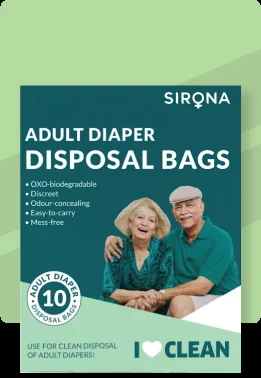 SIRONA
ADULT DIAPER
DISPOSAL BAGS
• OXO-biodegradable
• Discreet
• Odour-concealing
• Easy-to-carry
• Mess-free
ADULT DIAPER
10
DISPOSAL BAGS
USE FOR CLEAN DISPOSAL
OF ADULT DIAPERS!
I CLEAN